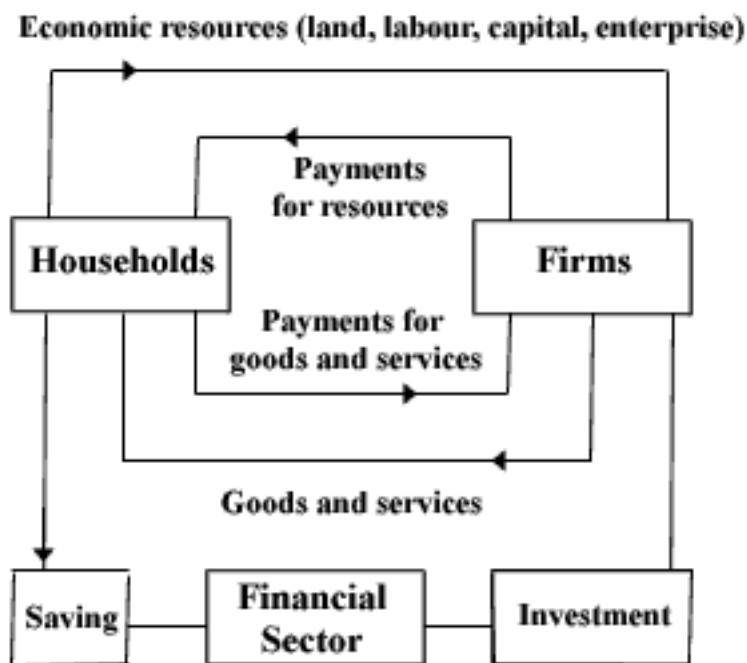 Economic resources (land, labour, capital, enterprise)
Payments
for resources
Households
Firms
Payments for
goods and services
Goods and services
Saving
Financial
Sector
Investment